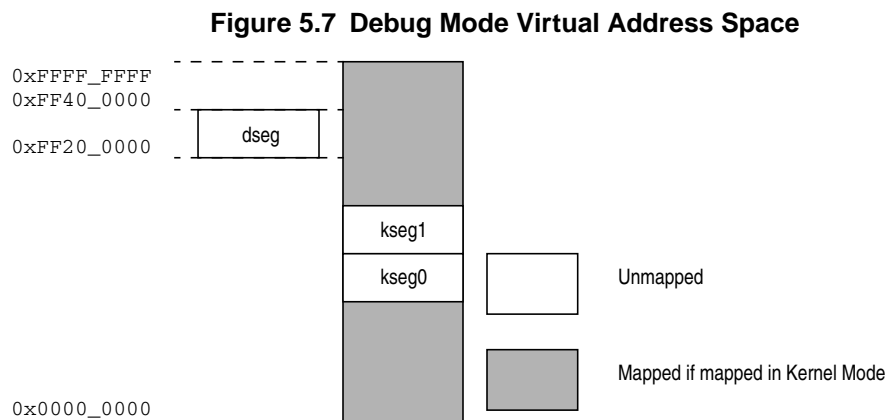 Figure 5.7 Debug Mode Virtual Address Space
0xFFFF_FFFF
0xFF40_0000
dseg
0xFF20_0000
kseg1
kseg0
Unmapped
Mapped if mapped in Kernel Mode
0x0000_0000